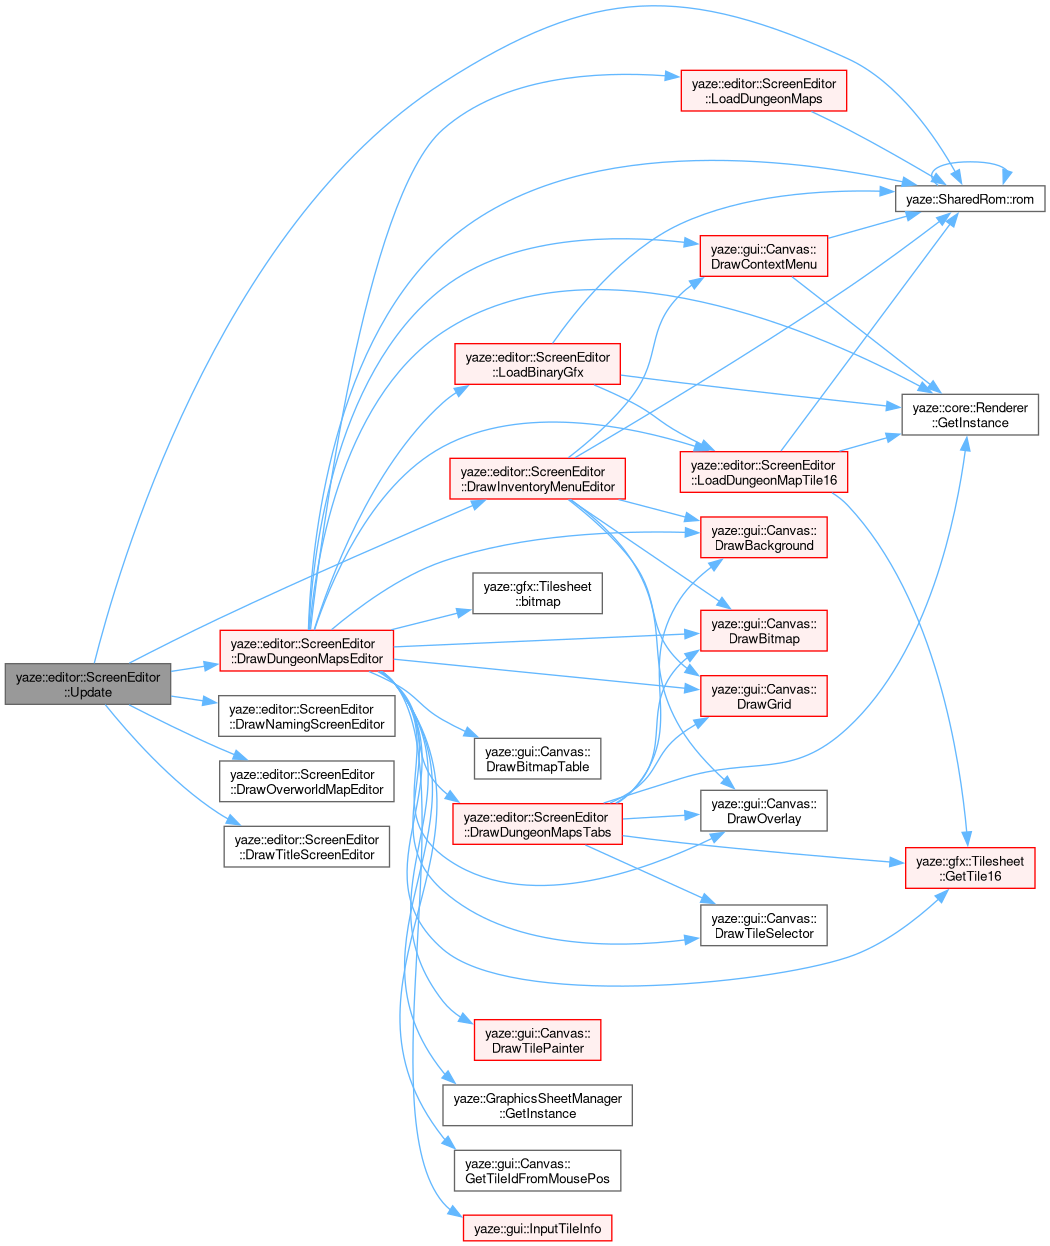 yaze::editor::ScreenEditor
::LoadDungeonMaps
yaze::SharedRom::rom
yaze::gui::Canvas::
DrawContextMenu
yaze::editor::ScreenEditor
::LoadBinaryGfx
yaze::core::Renderer
::GetInstance
yaze::editor::ScreenEditor
::DrawInventoryMenuEditor
yaze::editor::ScreenEditor
::LoadDungeonMapTile16
yaze::gui::Canvas::
DrawBackground
yaze::gfx::Tilesheet
::bitmap
yaze::gui::Canvas::
DrawBitmap
yaze::editor::ScreenEditor
::DrawDungeonMapsEditor
yaze::editor::ScreenEditor
::Update
yaze::gui::Canvas::
DrawGrid
yaze::editor::ScreenEditor
::DrawNamingScreenEditor
yaze::gui::Canvas::
DrawBitmapTable
yaze::editor::ScreenEditor
::DrawOverworldMapEditor
yaze::gui::Canvas::
DrawOverlay
yaze::editor::ScreenEditor
::DrawDungeonMapsTabs
yaze::editor::ScreenEditor
::DrawTitleScreenEditor
yaze::gfx::Tilesheet
::GetTile16
yaze::gui::Canvas::
DrawTileSelector
yaze::gui::Canvas::
DrawTilePainter
yaze::GraphicsSheetManager
::GetInstance
yaze::gui::Canvas::
GetTileIdFromMousePos
yaze::gui::InputTileInfo